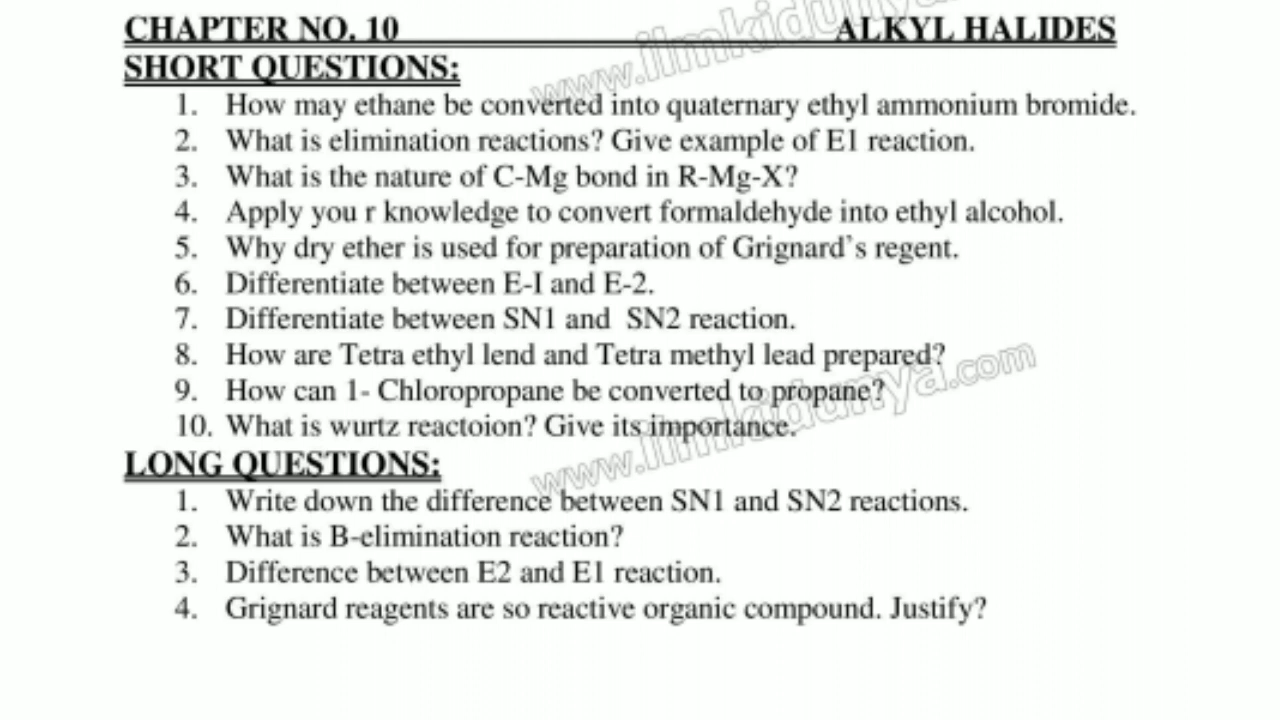 CHAPTER NO. 10 ALKYL HALIDES
SHORT QUESTIONS:
1. How may ethane be converted into quaternary ethyl ammonium bromide.
2. What is elimination reactions? Give example of E1 reaction.
3. What is the nature of C-Mg bond in R-Mg-X?
4. Apply you r knowledge to convert formaldehyde into ethyl alcohol.
5. Why dry ether is used for preparation of Grignard’s regent.
6. Differentiate between E-I and E-2.
7. Differentiate between SN1 and  SN2 reaction.
8. How are Tetra ethyl lend and Tetra methyl lead prepared?
9. How can 1- Chloropropane be converted to propane?
10. What is wurtz reactoion? Give its importance.
www.ilmkidunya.com
LONG QUESTIONS:
1. Write down the difference between SN1 and SN2 reactions.
2. What is B-elimination reaction?
3. Difference between E2 and E1 reaction.
4. Grignard reagents are so reactive organic compound. Justify?